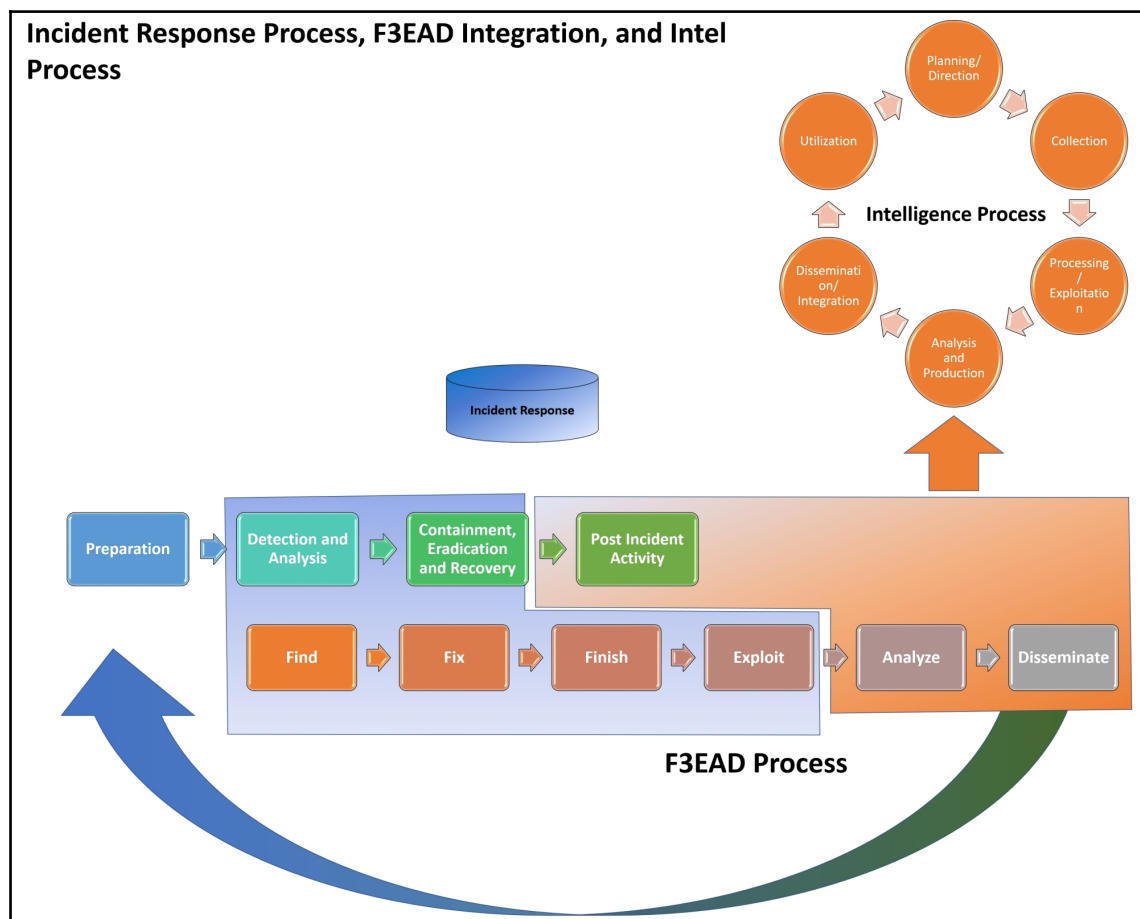 Incident Response Process, F3EAD Integration, and Intel
Process
Planning/
Direction
Utilization
Collection
Intelligence Process
Disseminati
on/
Integration
Processing
/
Exploitatio
n
Analysis
and
Production
Incident Response
Preparation
Detection and
Analysis
Containment,
Eradication
and Recovery
Post Incident
Activity
Find
Fix
Finish
Exploit
Analyze
Disseminate
F3EAD Process